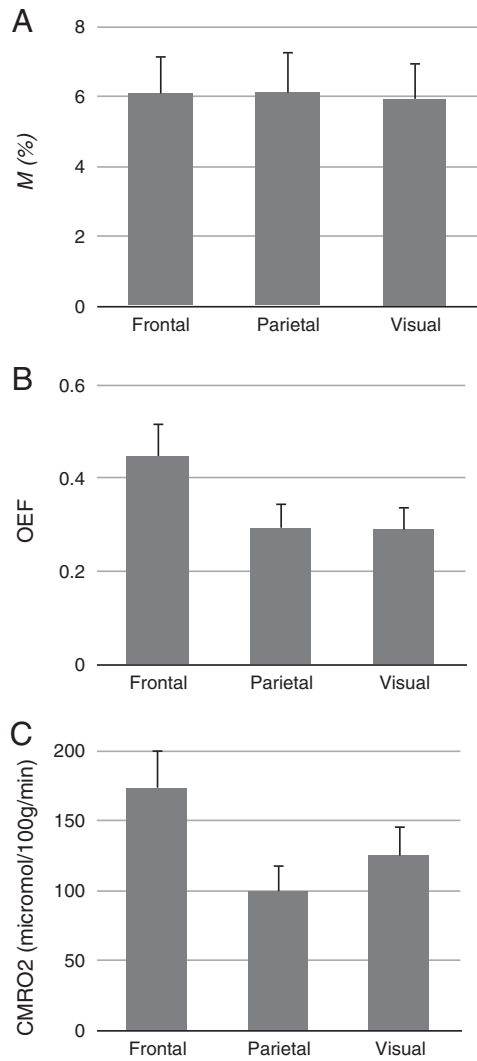 A
8
6
4
2
0
M (%)
Frontal Parietal Visual
B
0.6
0.4
0.2
0
OEF
Frontal Parietal Visual
C
200
150
100
50
0
CMRO2 (micromol/100g/min)
Frontal Parietal Visual